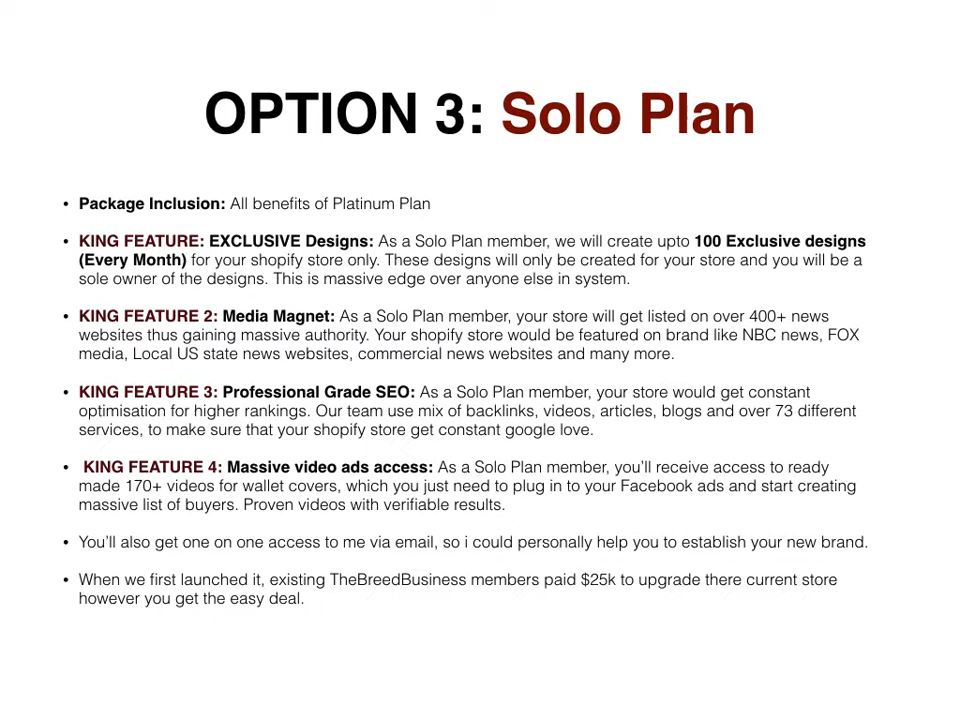 OPTION 3: Solo Plan
• Package Inclusion: All benefits of Platinum Plan
• KING FEATURE: EXCLUSIVE Designs: As a Solo Plan member, we will create upto 100 Exclusive designs
(Every Month) for your shopify store only. These designs will only be created for your store and you will be a
sole owner of the designs. This is massive edge over anyone else in system.
• KING FEATURE 2: Media Magnet: As a Solo Plan member, your store will get listed on over 400+ news
websites thus gaining massive authority. Your shopify store would be featured on brand like NBC news, FOX
media, Local US state news websites, commercial news websites and many more.
• KING FEATURE 3: Professional Grade SEO: As a Solo Plan member, your store would get constant
optimisation for higher rankings. Our team use mix of backlinks, videos, articles, blogs and over 73 different
services, to make sure that your shopify store get constant google love.
• KING FEATURE 4: Massive video ads access: As a Solo Plan member, you'll receive access to ready
made 170+ videos for wallet covers, which you just need to plug in to your Facebook ads and start creating
massive list of buyers. Proven videos with verifiable results.
• You'll also get one on one access to me via email, so i could personally help you to establish your new brand.
• When we first launched it, existing TheBreedBusiness members paid $25k to upgrade there current store
however you get the easy deal.